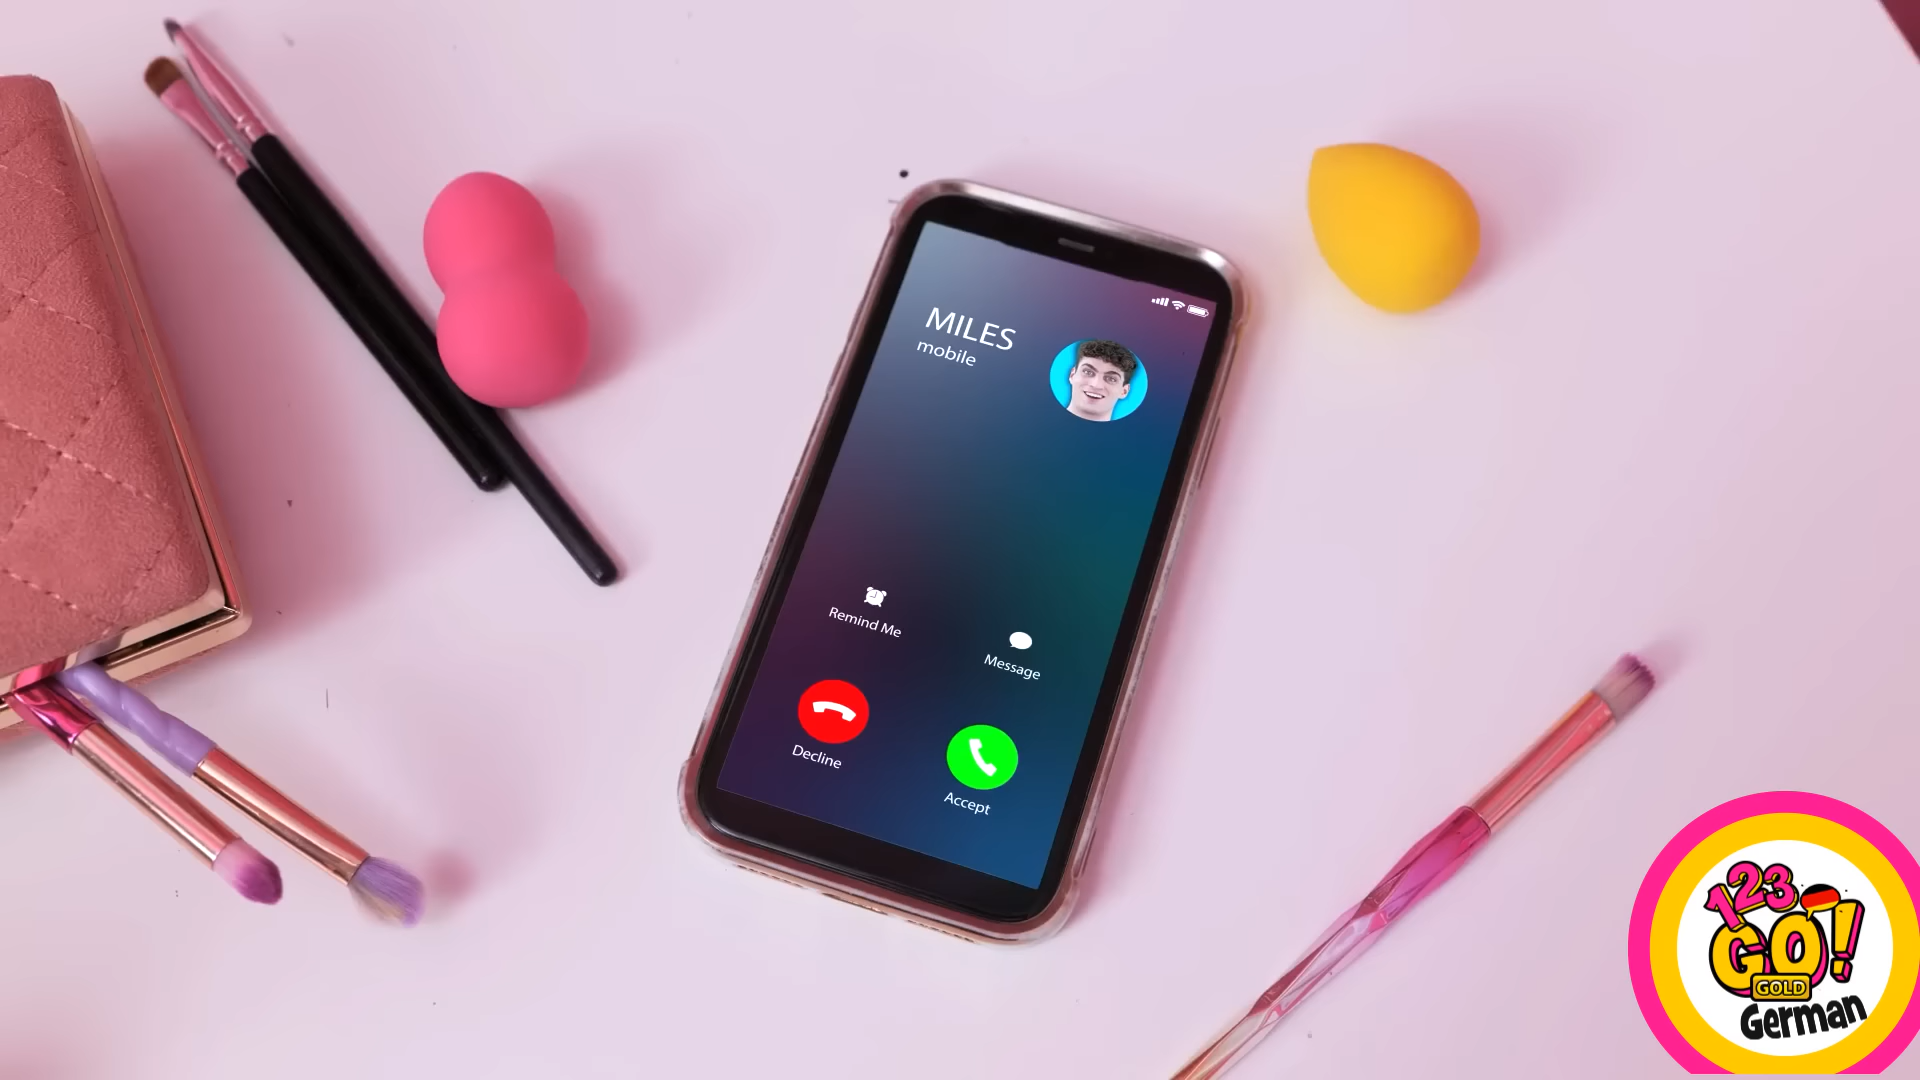 MILES
mobile
Remind Me
Message
Decline
Accept
123
GO!
GOLD
German